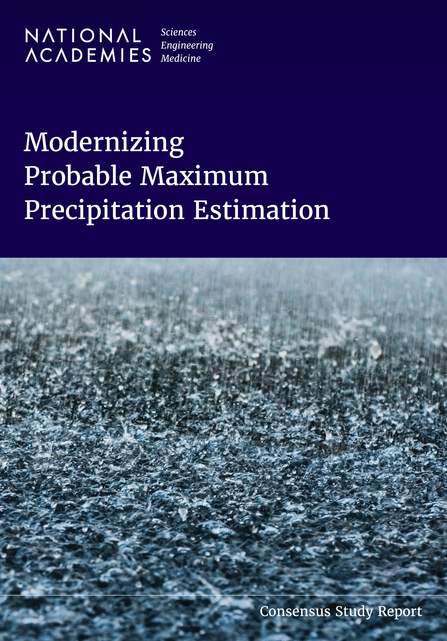 NATIONAL
ACADEMIES
Sciences
Engineering
Medicine
Modernizing
Probable Maximum
Precipitation Estimation
Consensus Study Report